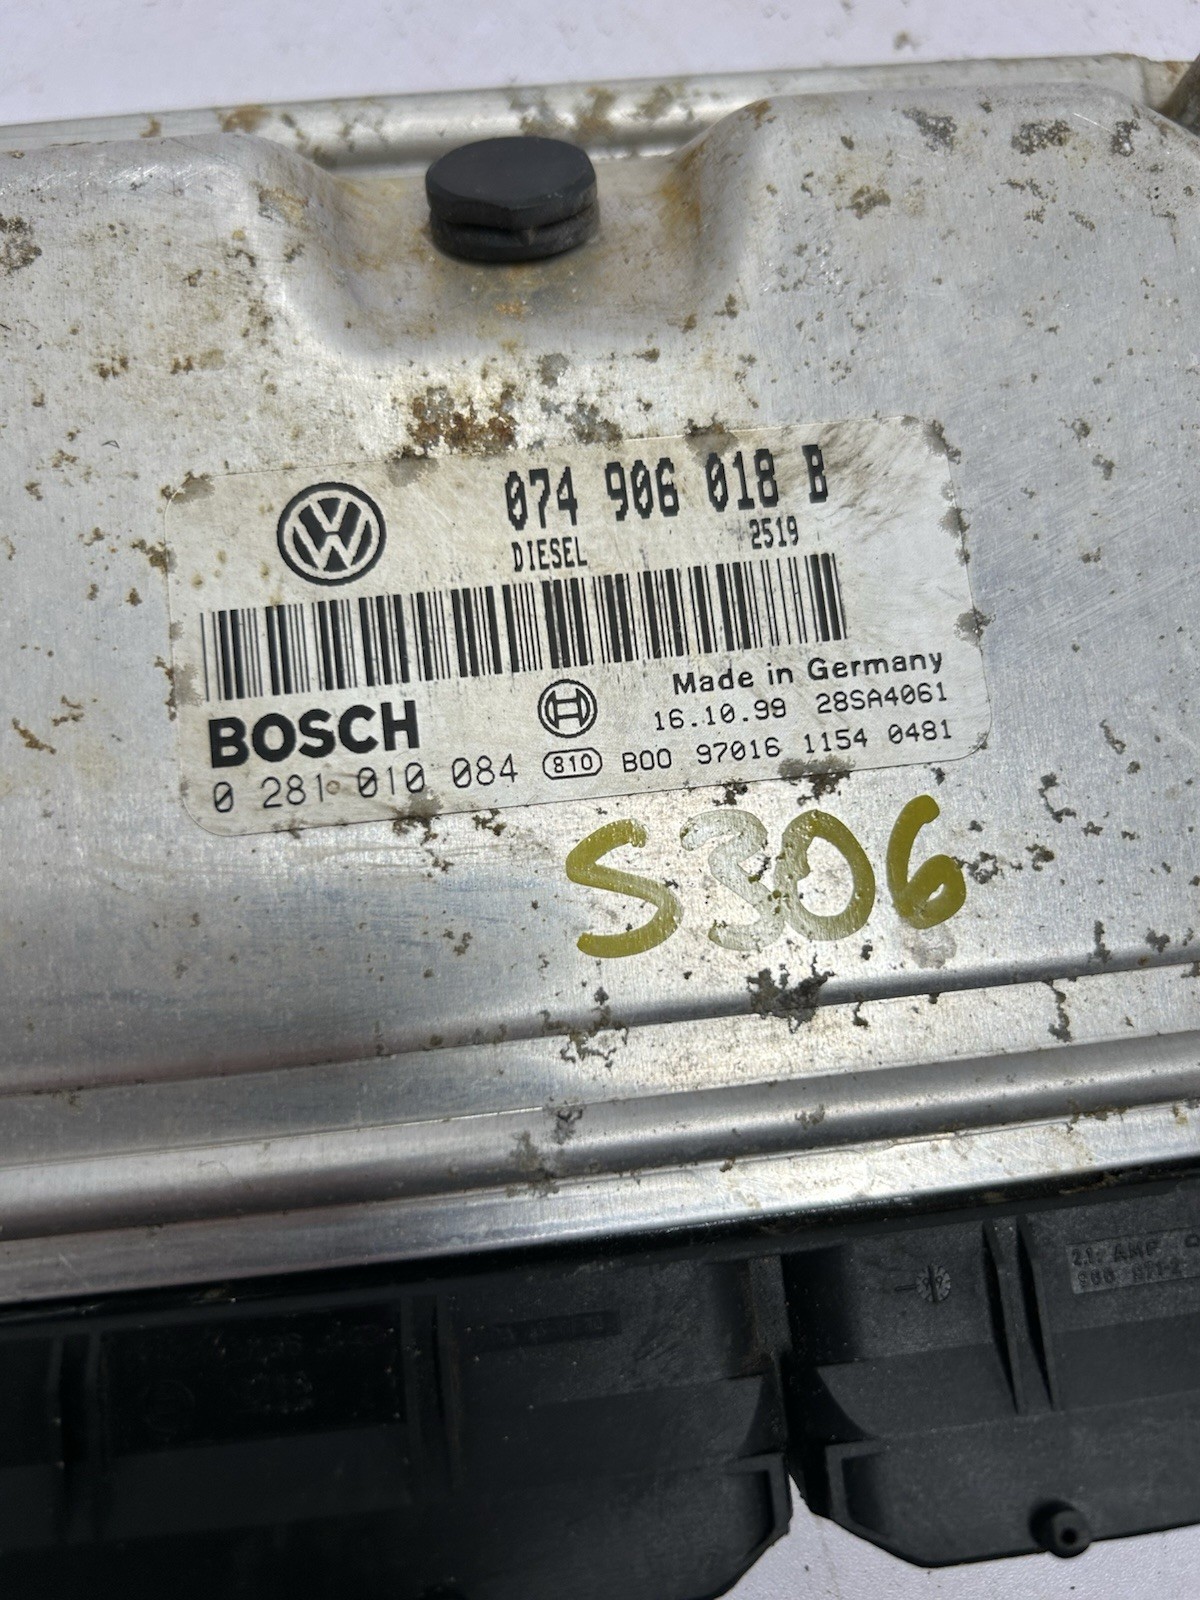 074 906 018 B
DIESEL 2519
Made in Germany
BOSCH 16.10.99 28SA4061
0 281 010 084 810 B00 97016 1154 0481
S306